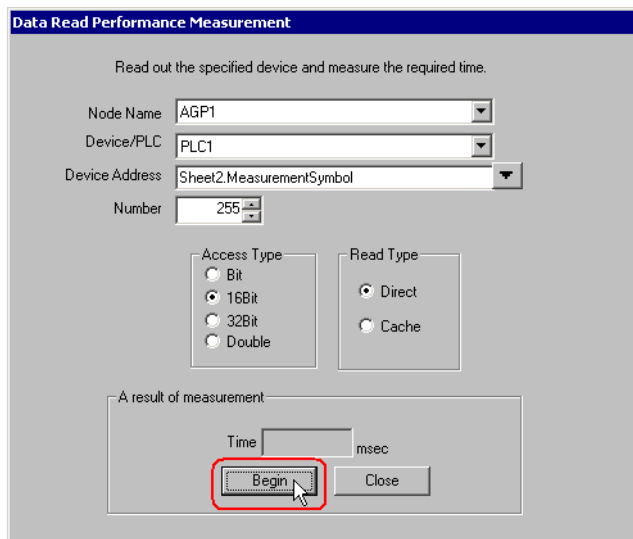 Data Read Performance Measurement
Read out the specified device and measure the required time.
Node Name AGP1
Device/PLC PLC1
Device Address Sheet2.MeasurementSymbol
Number 255
Access Type Read Type
Bit
16Bit Direct
32Bit Cache
Double
A result of measurement
Time msec
Begin Close